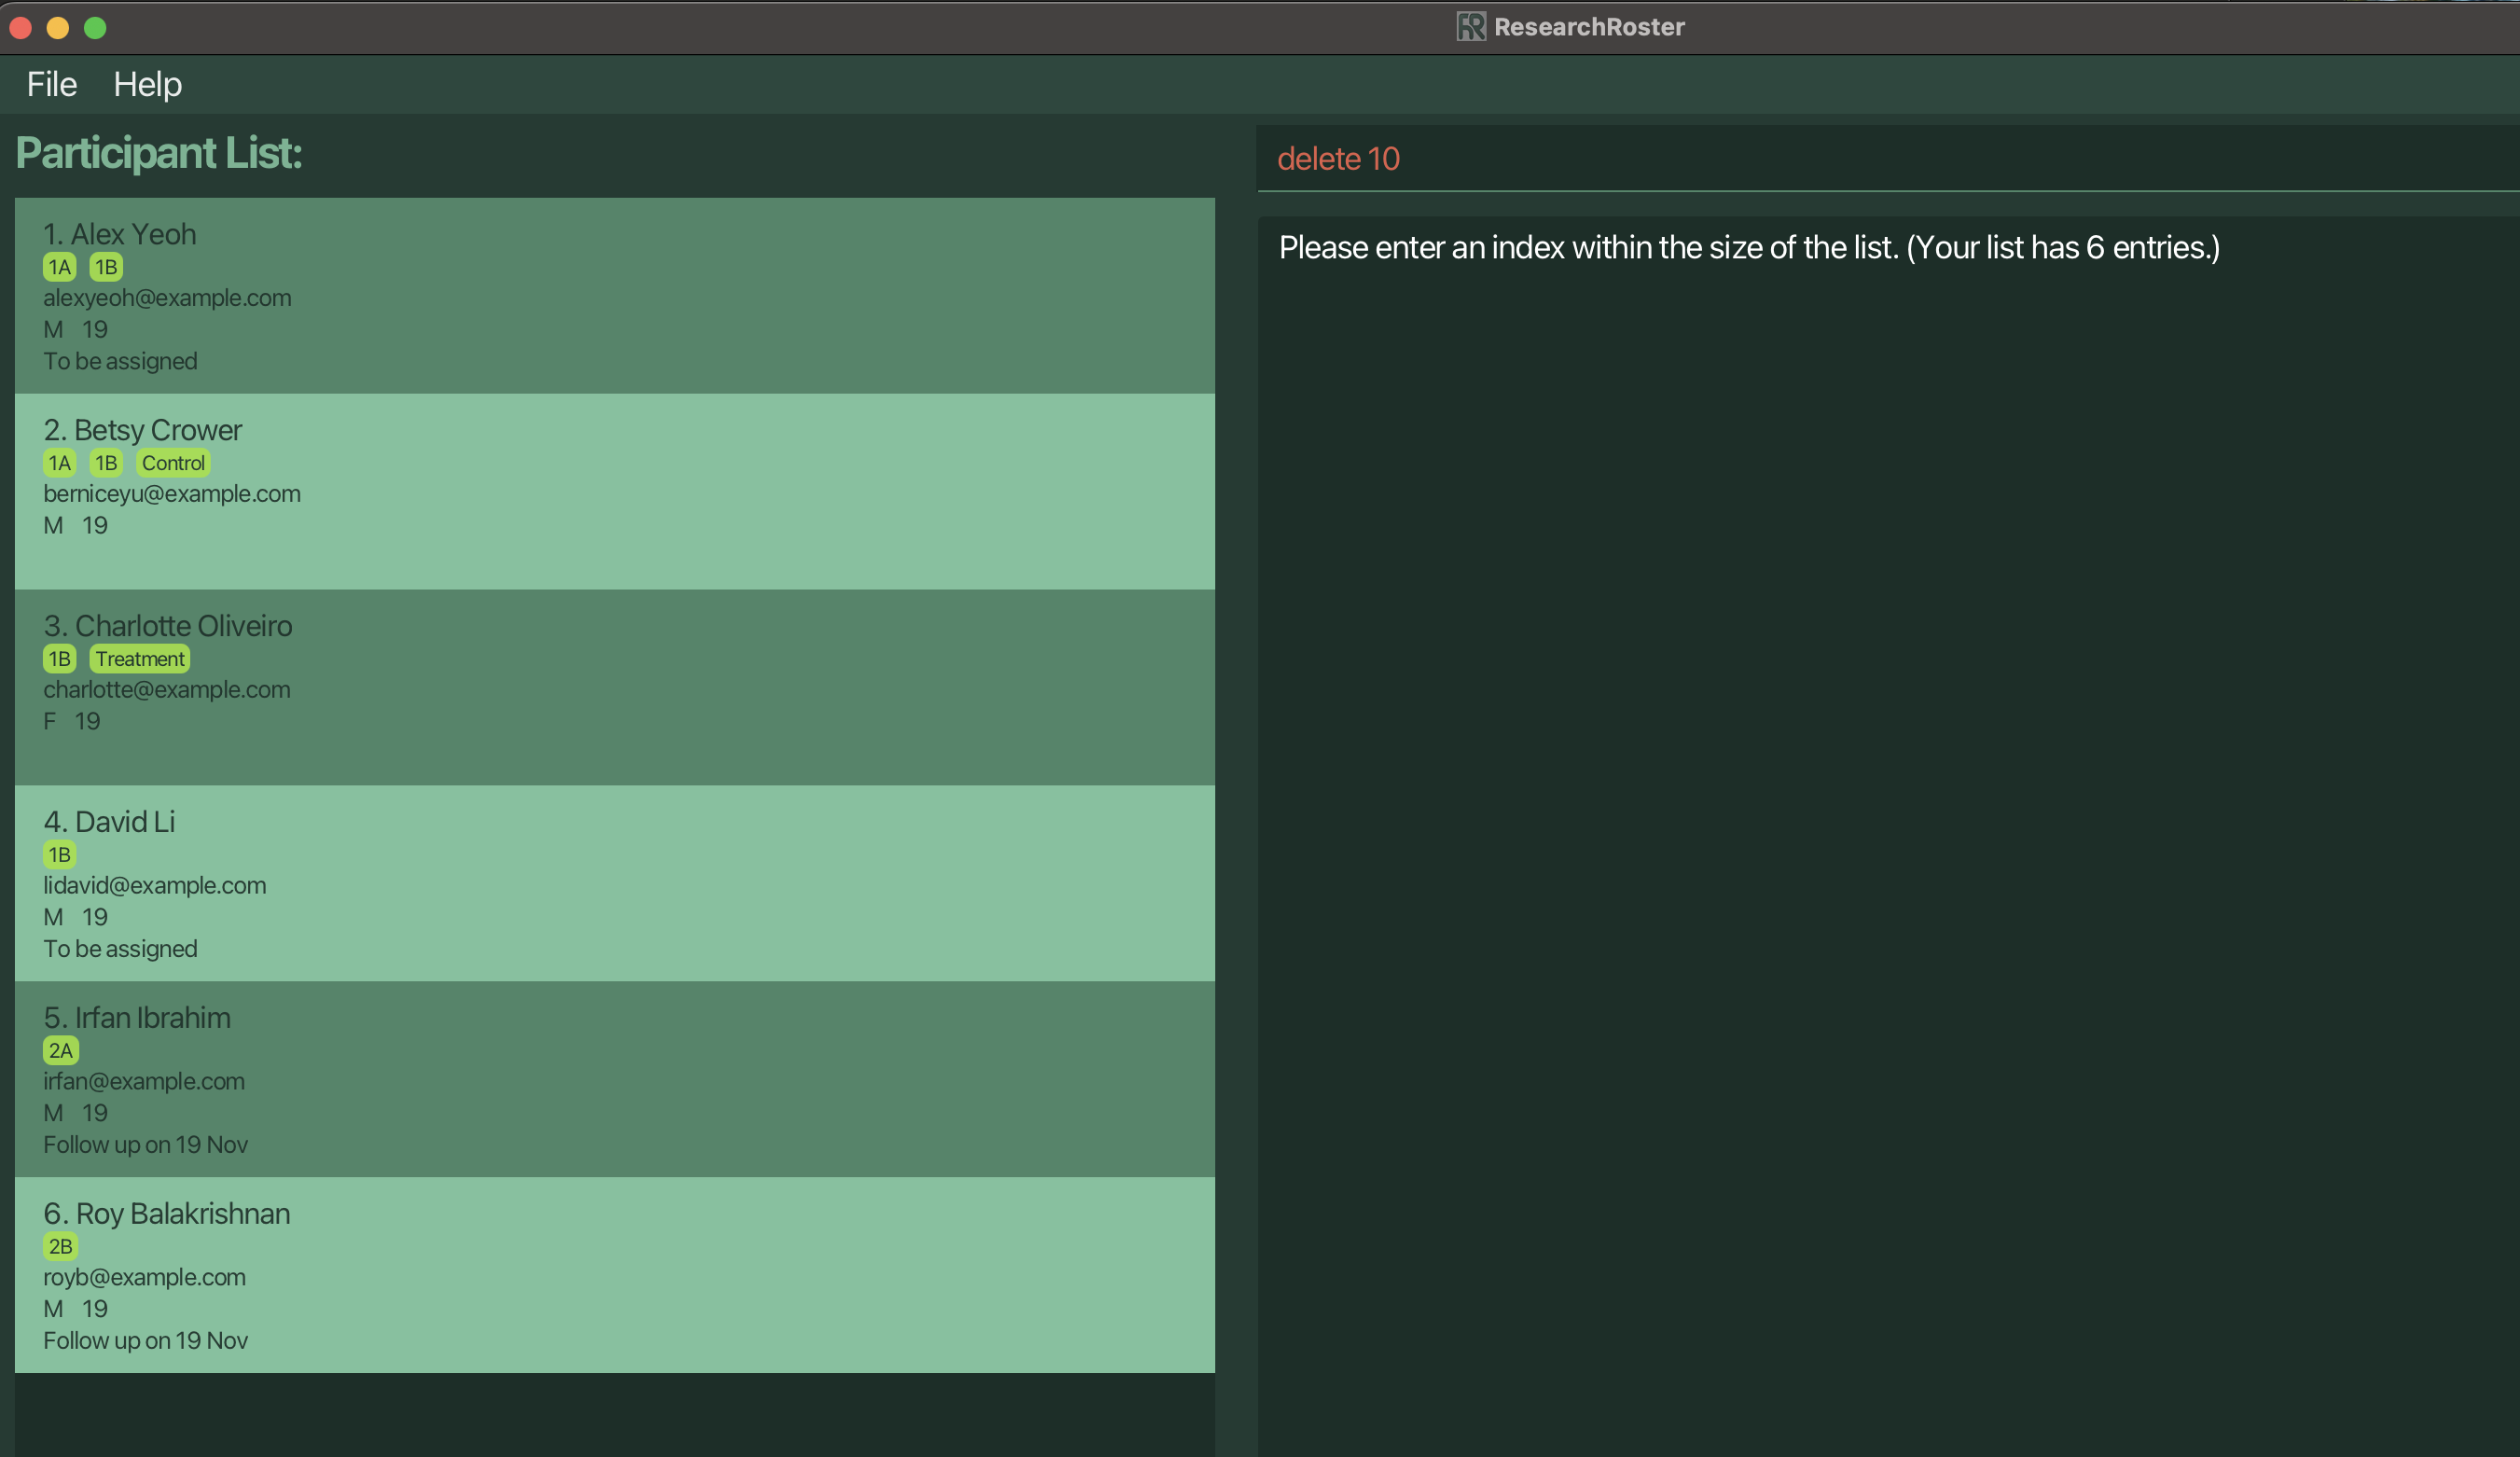 ResearchRoster
File Help
Participant List:
1. Alex Yeoh
1A 1B
alexyeoh@example.com
M 19
To be assigned
2. Betsy Crower
1A 1B Control
berniceyu@example.com
M 19
3. Charlotte Oliveiro
1B Treatment
charlotte@example.com
F 19
4. David Li
1B
lidavid@example.com
M 19
To be assigned
5. Irfan Ibrahim
2A
irfan@example.com
M 19
Follow up on 19 Nov
6. Roy Balakrishnan
2B
royb@example.com
M 19
Follow up on 19 Nov
delete 10
Please enter an index within the size of the list. (Your list has 6 entries.)